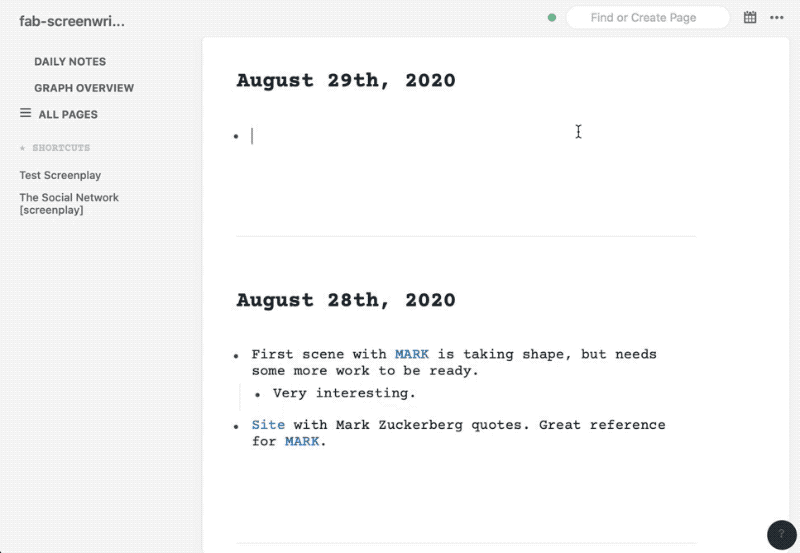 fab-screenwri...
Find or Create Page
DAILY NOTES
GRAPH OVERVIEW
ALL PAGES
★ SHORTCUTS
Test Screenplay
The Social Network
[screenplay]
August 29th, 2020
August 28th, 2020
First scene with MARK is taking shape, but needs
some more work to be ready.
Very interesting.
Site with Mark Zuckerberg quotes. Great reference
for MARK.
?